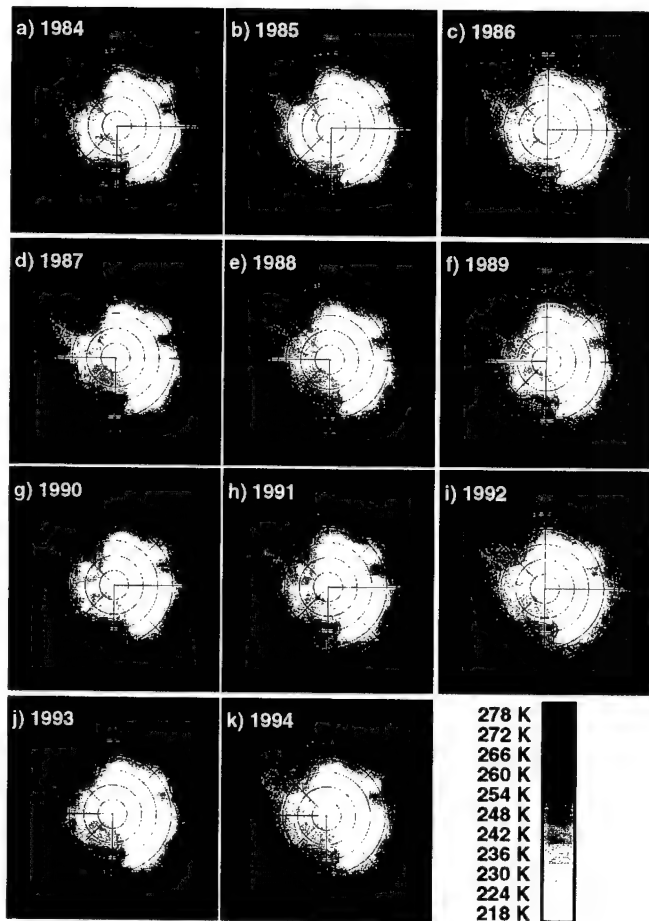 a) 1984
b) 1985
c) 1986
d) 1987
e) 1988
f) 1989
g) 1990
h) 1991
i) 1992
j) 1993
k) 1994
278 K
272 K
266 K
260 K
254 K
248 K
242 K
236 K
230 K
224 K
218 K